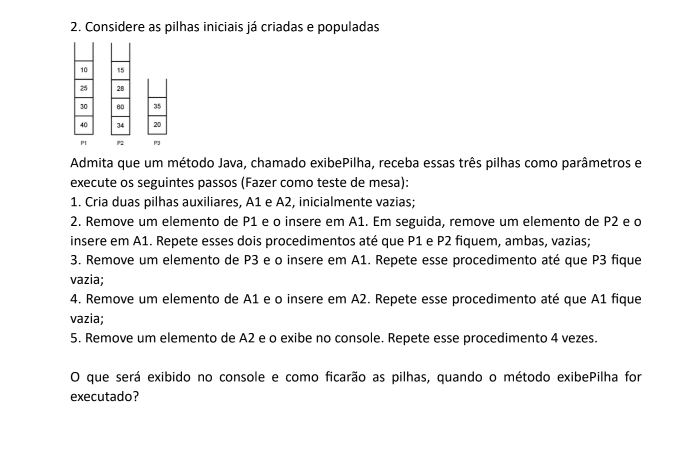 2. Considere as pilhas iniciais já criadas e populadas
10 15
25 28
30 60 35
40 34 20
P1 P2 P3
Admita que um método Java, chamado exibePilha, receba essas três pilhas como parâmetros e
execute os seguintes passos (Fazer como teste de mesa):
1. Cria duas pilhas auxiliares, A1 e A2, inicialmente vazias;
2. Remove um elemento de P1 e o insere em A1. Em seguida, remove um elemento de P2 e o
insere em A1. Repete esses dois procedimentos até que P1 e P2 fiquem, ambas, vazias;
3. Remove um elemento de P3 e o insere em A1. Repete esse procedimento até que P3 fique
vazia;
4. Remove um elemento de A1 e o insere em A2. Repete esse procedimento até que A1 fique
vazia;
5. Remove um elemento de A2 e o exibe no console. Repete esse procedimento 4 vezes.
O que será exibido no console e como ficarão as pilhas, quando o método exibePilha for
executado?